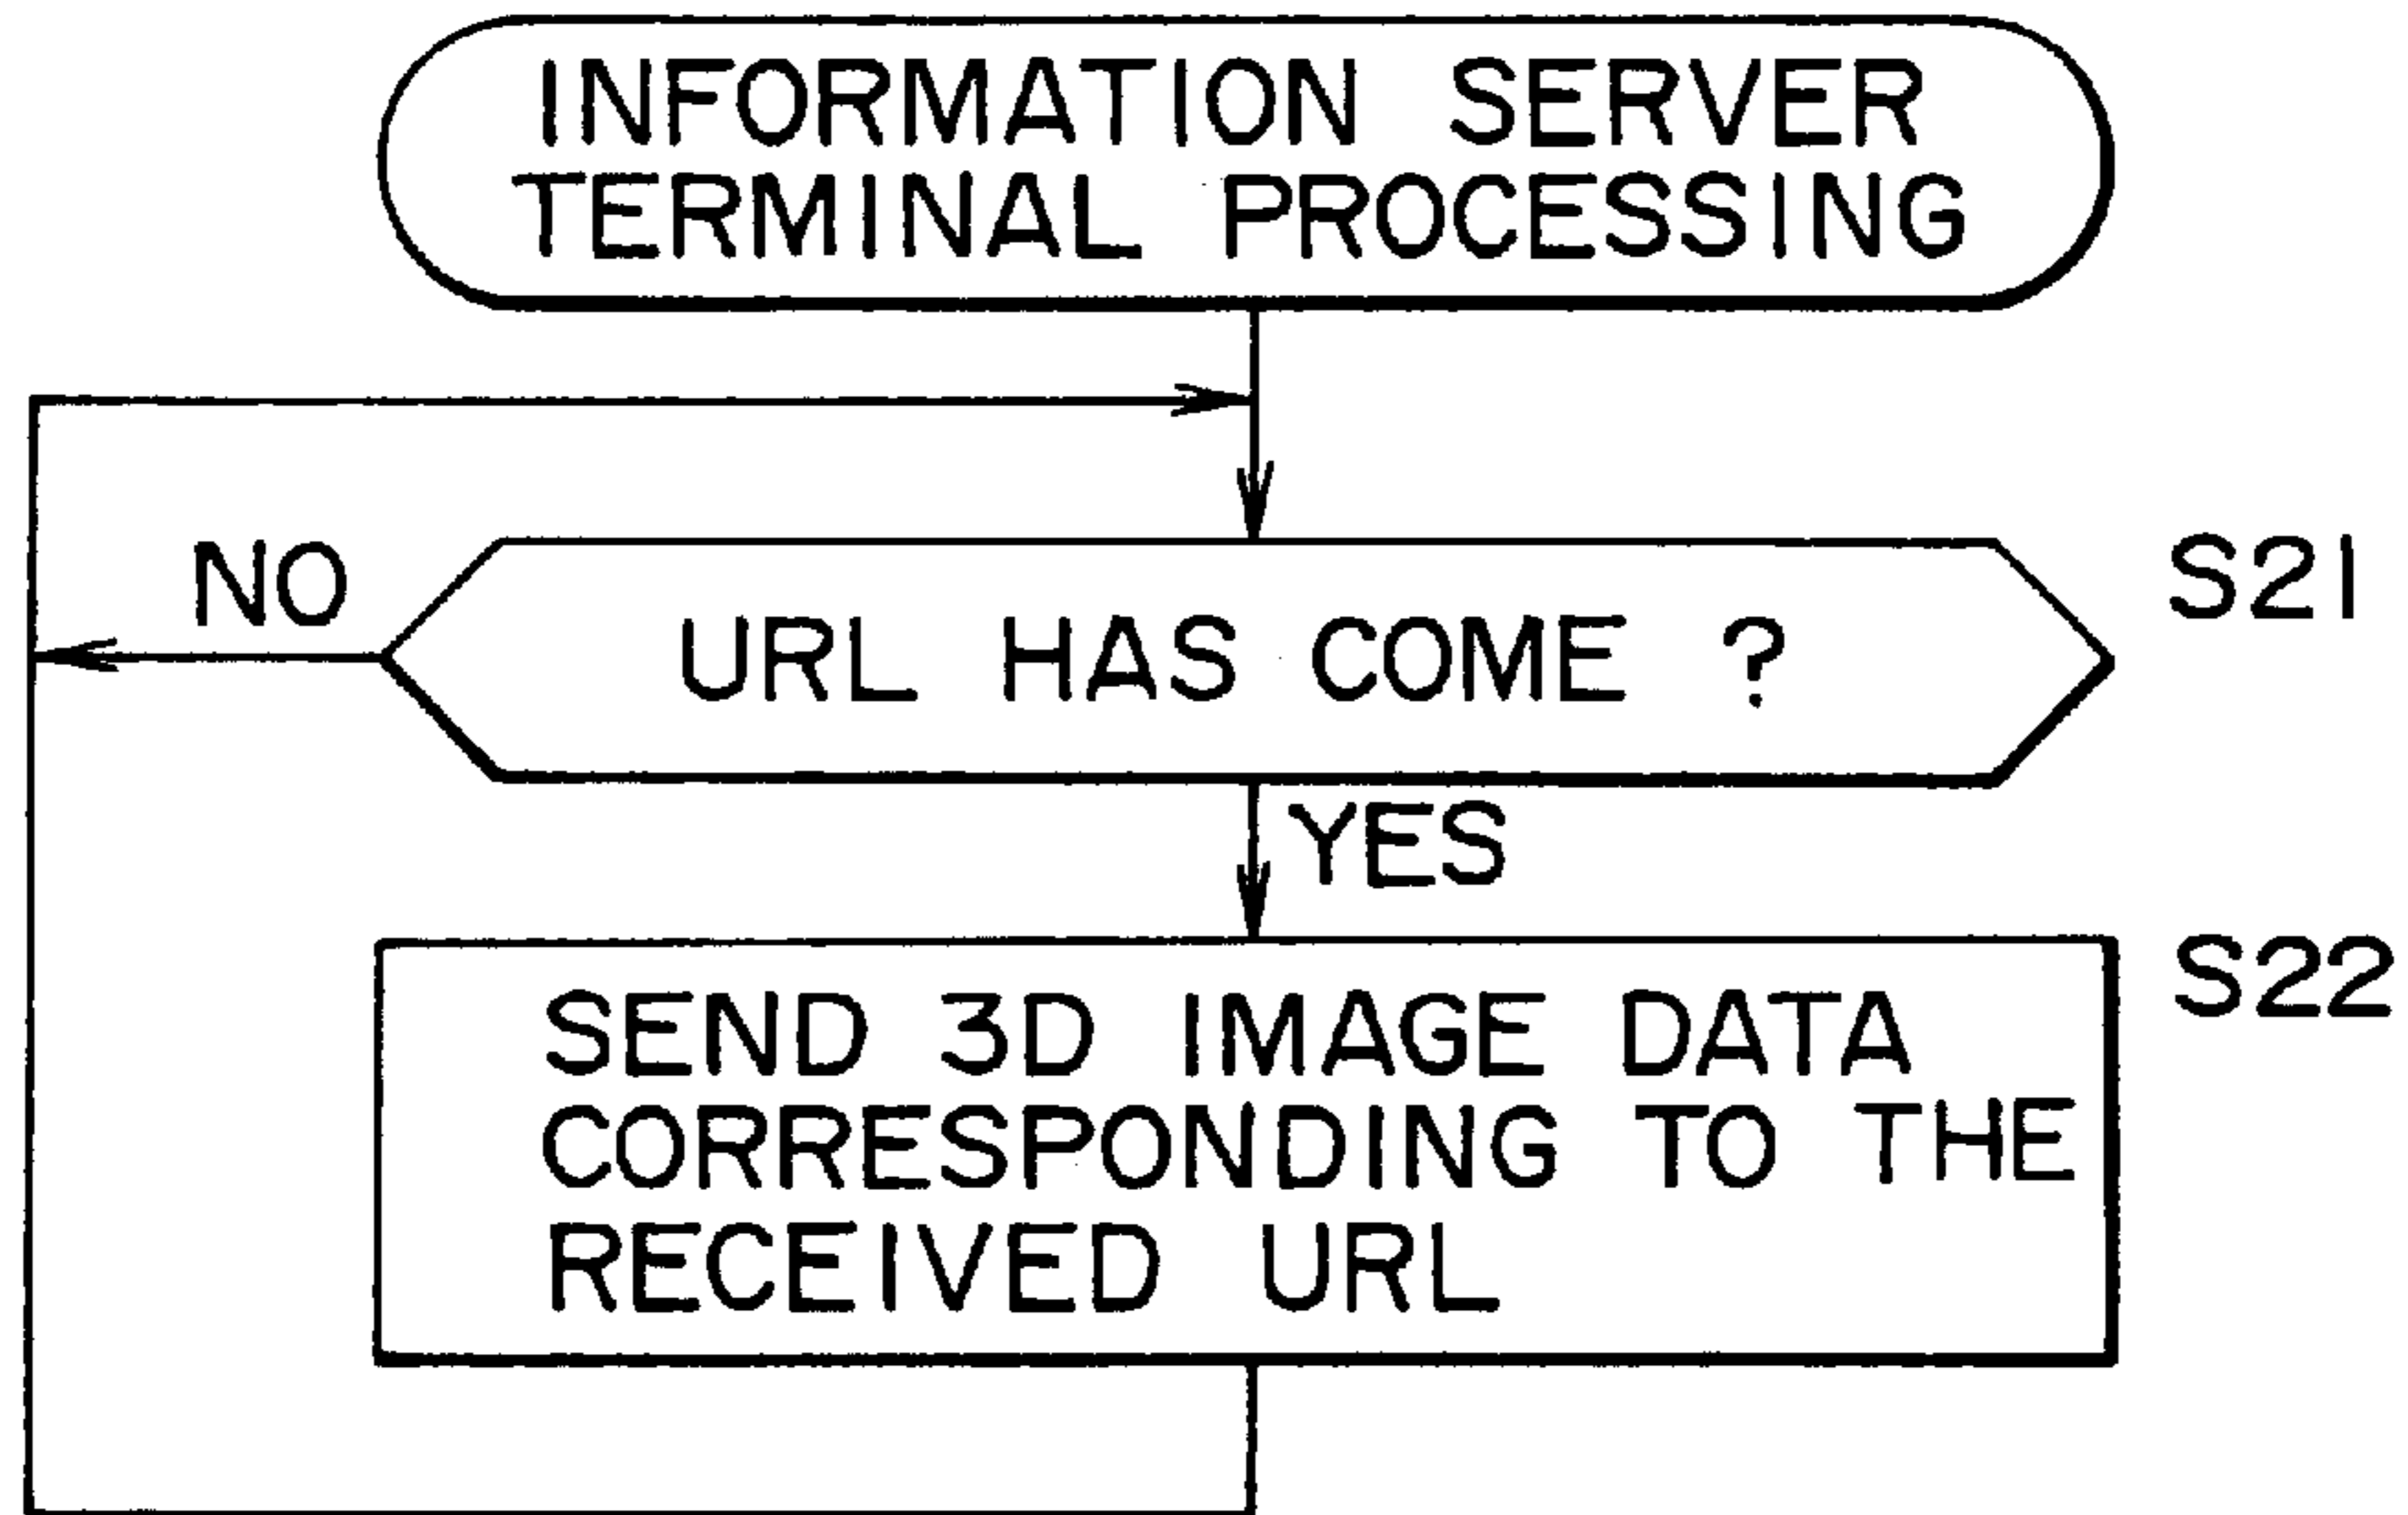 INFORMATION SERVER
TERMINAL PROCESSING
NO
URL HAS COME ?
S21
YES
S22
SEND 3D IMAGE DATA
CORRESPONDING TO THE
RECEIVED URL